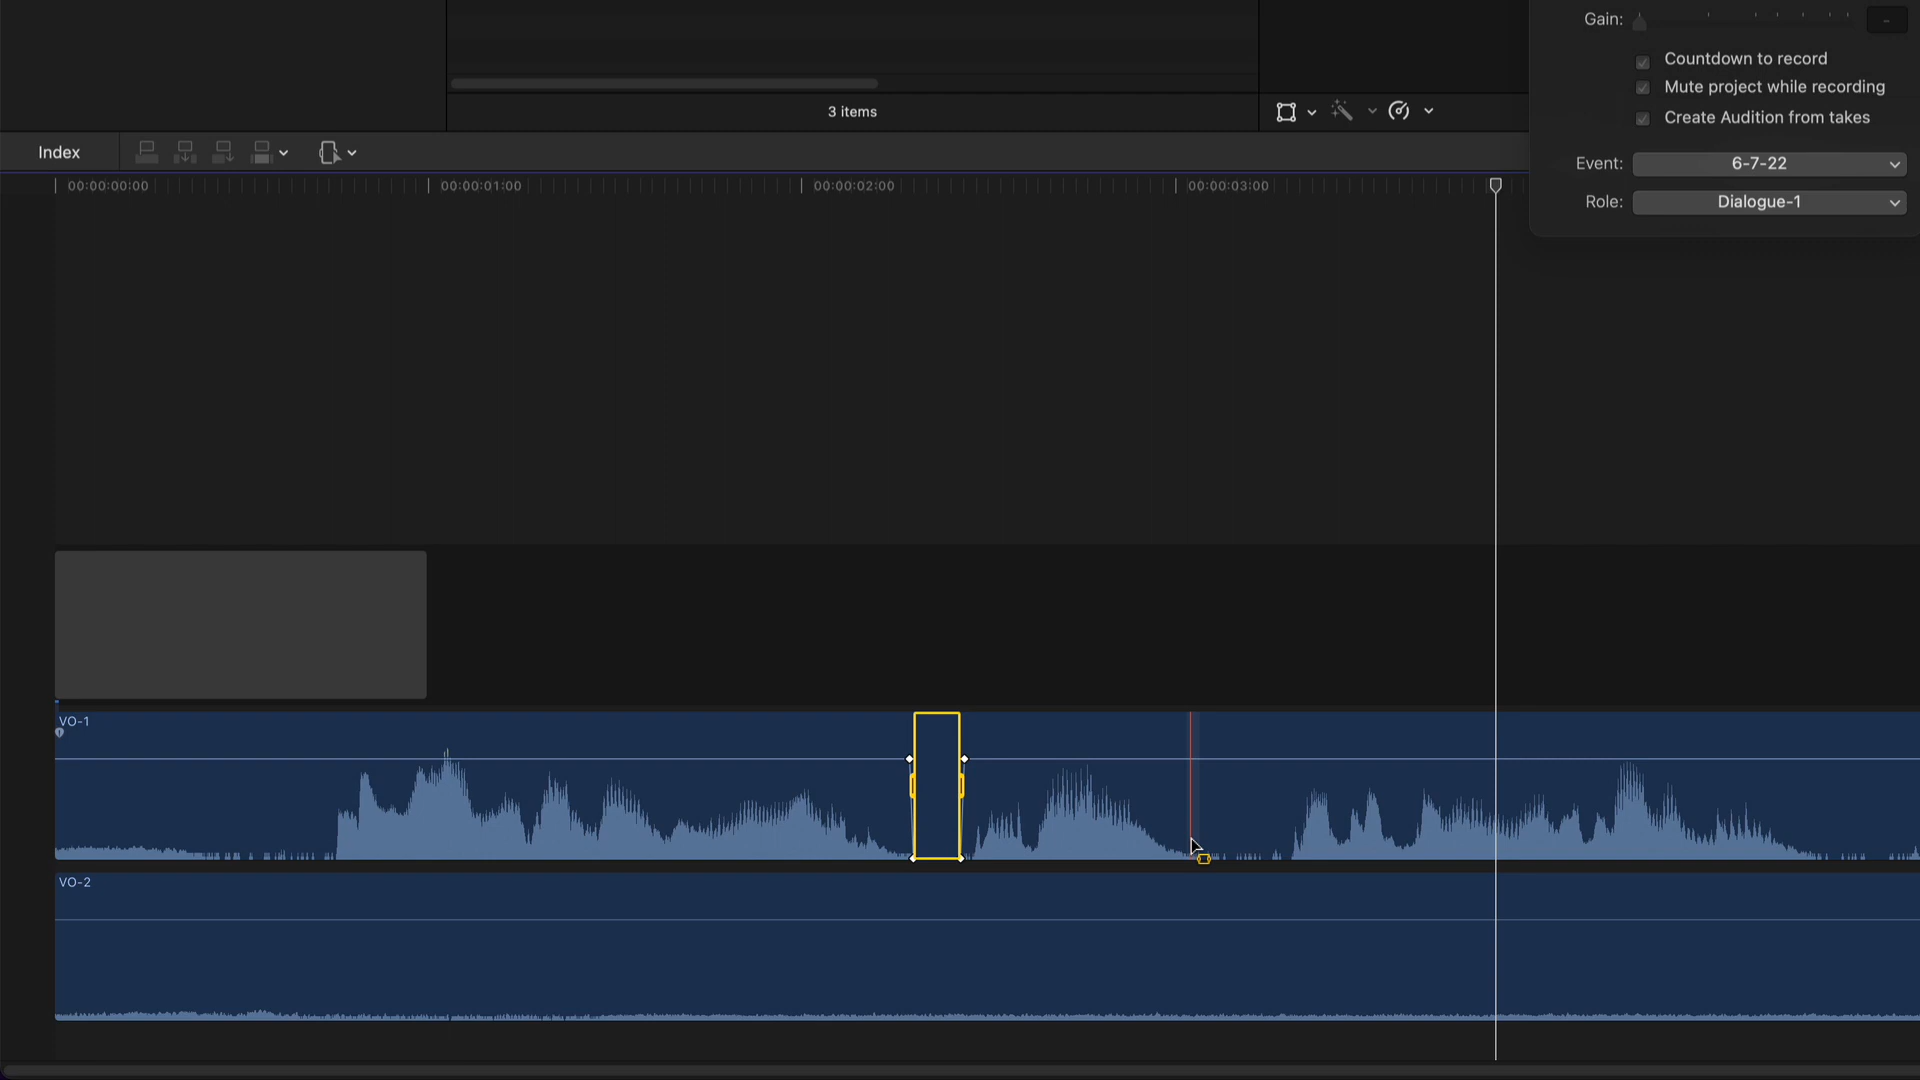 Gain:
Countdown to record
Mute project while recording
3 items
Create Audition from takes
Index
Event: 6-7-22
00:00:00:00 00:00:01:00 00:00:02:00 00:00:03:00
Role: Dialogue-1
VO-1
VO-2